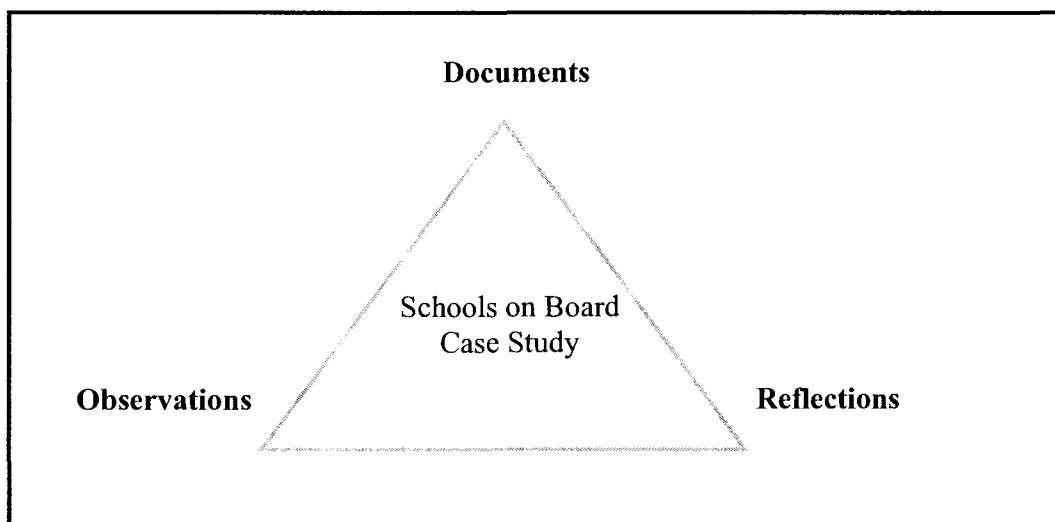 Documents
Schools on Board
Case Study
Observations
Reflections